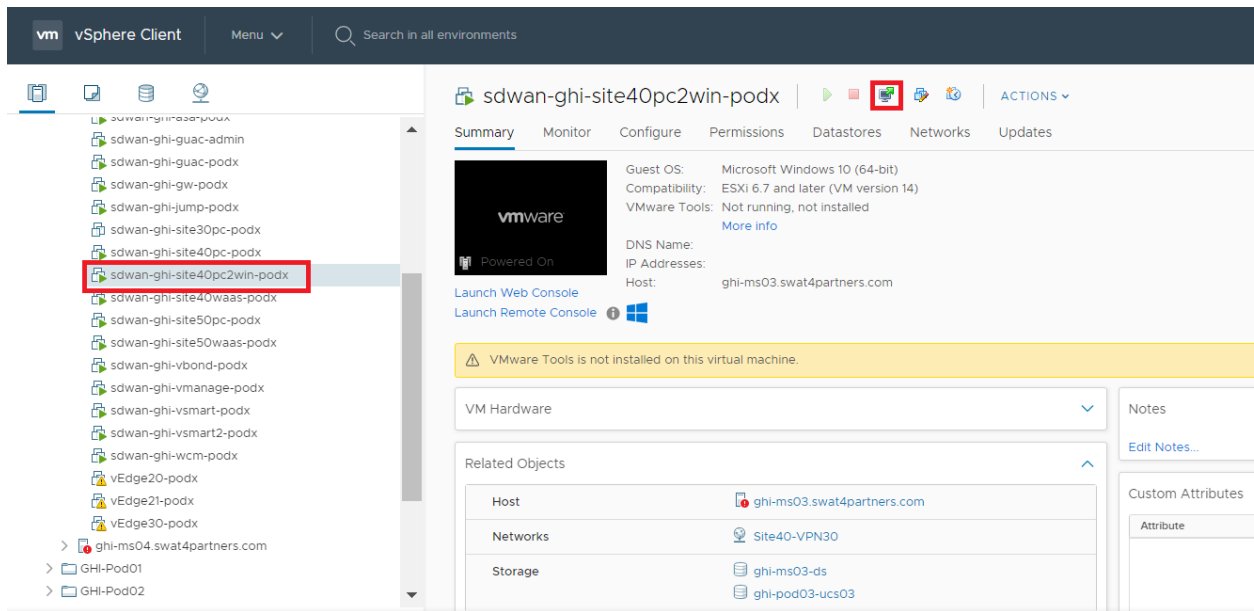 vm vSphere Client Menu Search in all environments
sdwan-ghi-asa-podx
sdwan-ghi-guac-admin
sdwan-ghi-guac-podx
sdwan-ghi-gw-podx
sdwan-ghi-jump-podx
sdwan-ghi-site30pc-podx
sdwan-ghi-site40pc-podx
sdwan-ghi-site40pc2win-podx
sdwan-ghi-site40waas-podx
sdwan-ghi-site50pc-podx
sdwan-ghi-site50waas-podx
sdwan-ghi-vbond-podx
sdwan-ghi-vmanage-podx
sdwan-ghi-vsmart-podx
sdwan-ghi-vsmart2-podx
sdwan-ghi-wcm-podx
vEdge20-podx
vEdge21-podx
vEdge30-podx
ghi-ms04.swat4partners.com
GHI-Pod01
GHI-Pod02
sdwan-ghi-site40pc2win-podx ACTIONS
Summary Monitor Configure Permissions Datastores Networks Updates
vmware
Powered On
Launch Web Console
Launch Remote Console
Guest OS: Microsoft Windows 10 (64-bit)
Compatibility: ESXi 6.7 and later (VM version 14)
VMware Tools: Not running, not installed
More info
DNS Name:
IP Addresses:
Host: ghi-ms03.swat4partners.com
VMware Tools is not installed on this virtual machine.
VM Hardware
Related Objects
Host ghi-ms03.swat4partners.com
Networks Site40-VPN30
Storage ghi-ms03-ds
ghi-pod03-ucs03
Notes
Edit Notes...
Custom Attributes
Attribute